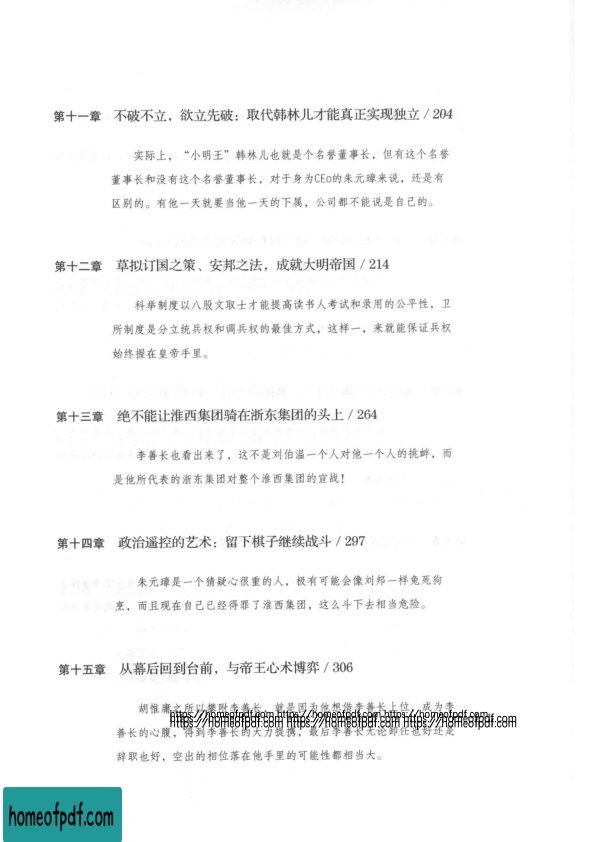 第十一章 不破不立，欲立先破：取代韩林儿才能真正实现独立 / 204
实际上，“小明王”韩林儿也就是个名誉董事长，但有这个名誉
董事长和没有这个名誉董事长，对于身为CEo的朱元璋来说，还是有
区别的。有他一天就要当他一天的下属，公司都不能说是自己的。
第十二章 草拟订国之策、安邦之法，成就大明帝国 / 214
科举制度以八股文取士才能提高读书人考试和录用的公平性，卫
所制度是分立统兵权和调兵权的最佳方式，这样一，来就能保证兵权
始终握在皇帝手里。
第十三章 绝不能让淮西集团骑在浙东集团的头上 / 264
李善长也看出来了，这不是刘伯温一个人对他一个人的挑衅，而
是他所代表的浙东集团对整个淮西集团的宣战！
第十四章 政治遥控的艺术：留下棋子继续战斗 / 297
朱元璋是一个猜疑心很重的人，极有可能会像刘邦一样兔死狗
烹，而且现在自己已经得罪了淮西集团，这么斗下去相当危险。
第十五章 从幕后回到台前，与帝王心术博弈 / 306
胡惟庸之所以攀附李善长，就是因为他想借李善长上位，成为李
https://homeofpdf.com https://homeofpdf.com https://homeofpdf.com
https://homeofpdf.com https://homeofpdf.com https://homeofpdf.com
善长的心腹，得到李善长的大力提携，最后李善长无论卸任也好还是
辞职也好，空出的相位落在他手里的可能性都相当大。
homeofpdf.com